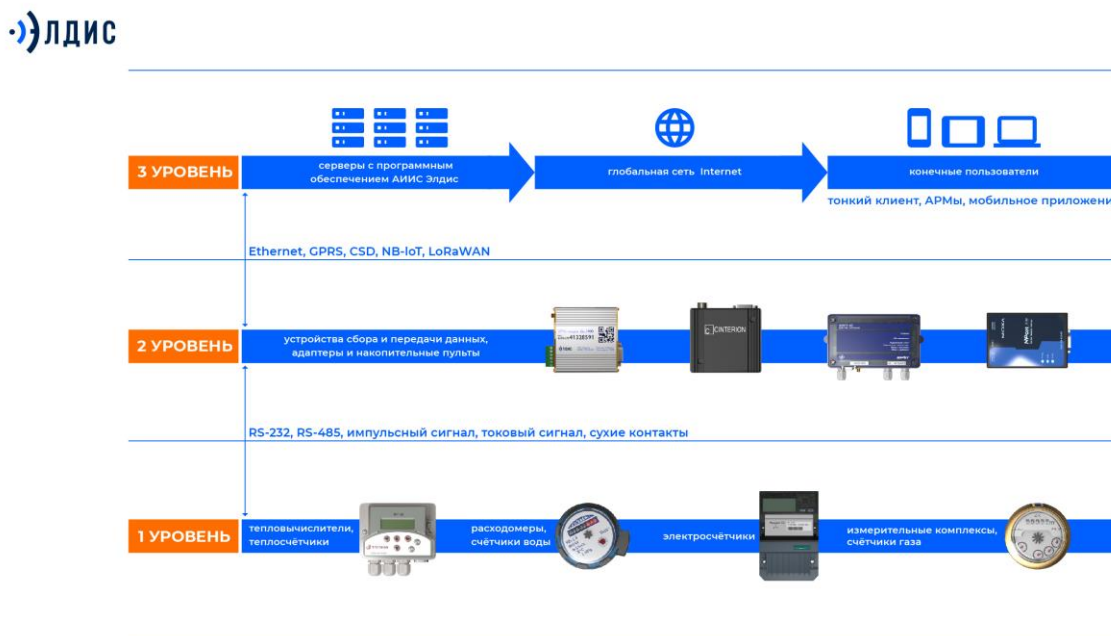 элдис
3 УРОВЕНЬ
серверы с программным
обеспечением АИИС Элдис
глобальная сеть Internet
конечные пользователи
тонкий клиент, АРМы, мобильное приложени
Ethernet, GPRS, CSD, NB-IoT, LoRaWAN
2 УРОВЕНЬ
устройства сбора и передачи данных,
адаптеры и накопительные пульты
CINTERION
RS-232, RS-485, импульсный сигнал, токовый сигнал, сухие контакты
1 УРОВЕНЬ
тепловычислители,
теплосчётчики
расходомеры,
счётчики воды
электросчётчики
измерительные комплексы,
счётчики газа